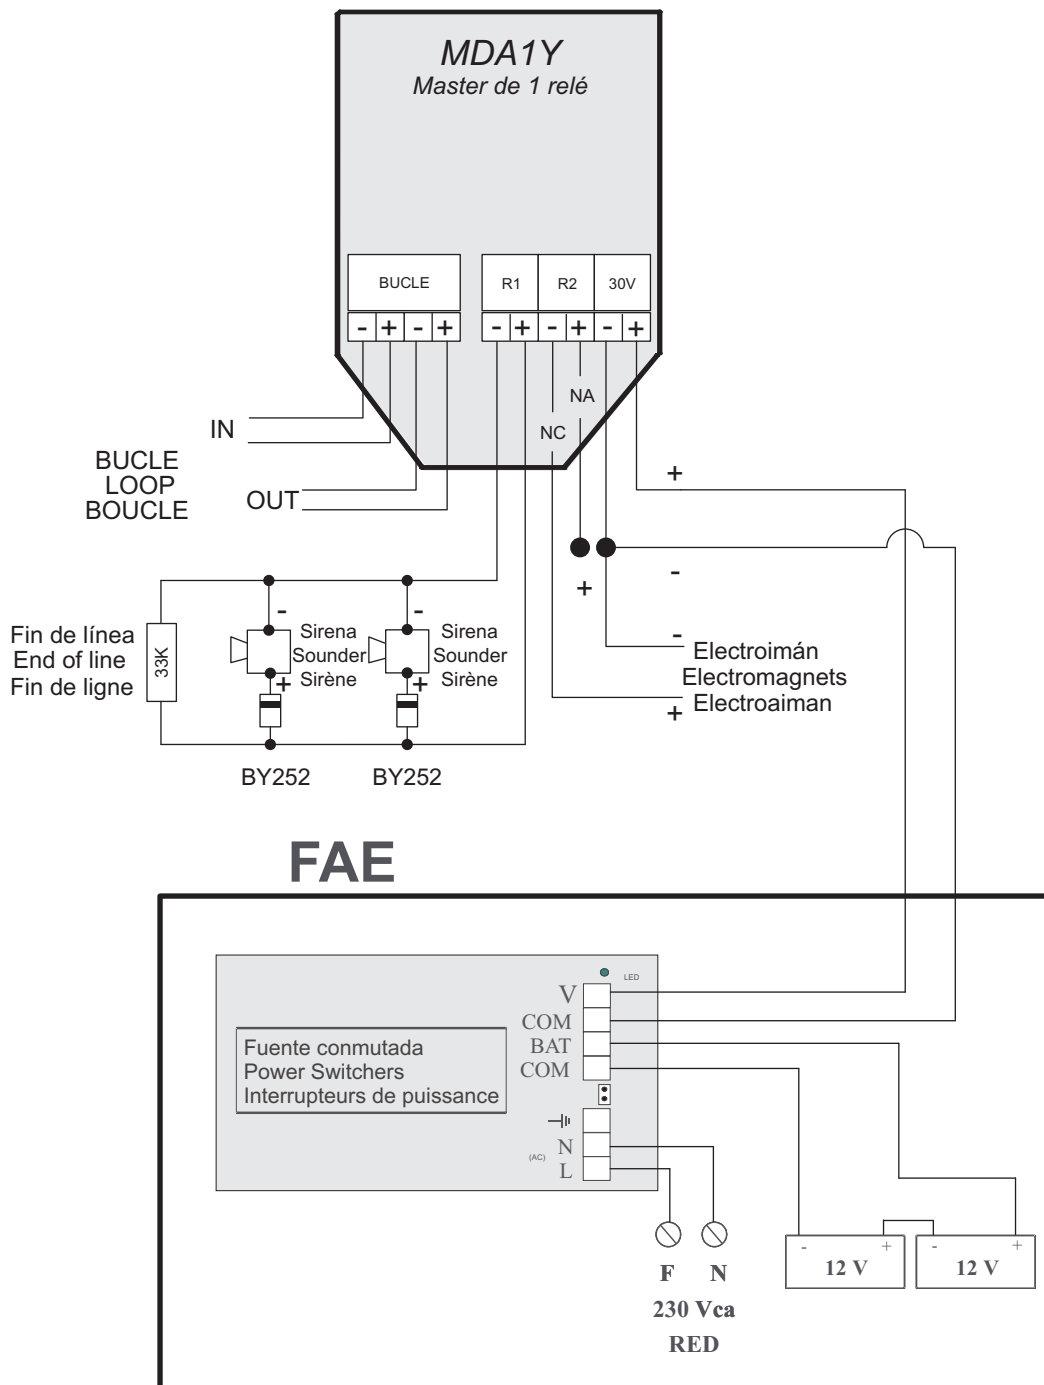 MDA1Y
Master de 1 relé
BUCLE
R1
R2
30V
- + - +
- + - + - +
NA
NC
IN
BUCLE
LOOP
BOUCLE
OUT
+
+
-
-
Electroimán
Electromagnets
Electroaiman
+
Fin de línea
End of line
Fin de ligne
33K
-
Sirena
Sounder
Sirène
+
-
Sirena
Sounder
Sirène
+
BY252
BY252
FAE
LED
V
COM
BAT
COM
Fuente conmutada
Power Switchers
Interrupteurs de puissance
(AC)
N
L
F N
230 Vca
RED
- +
12 V
- +
12 V